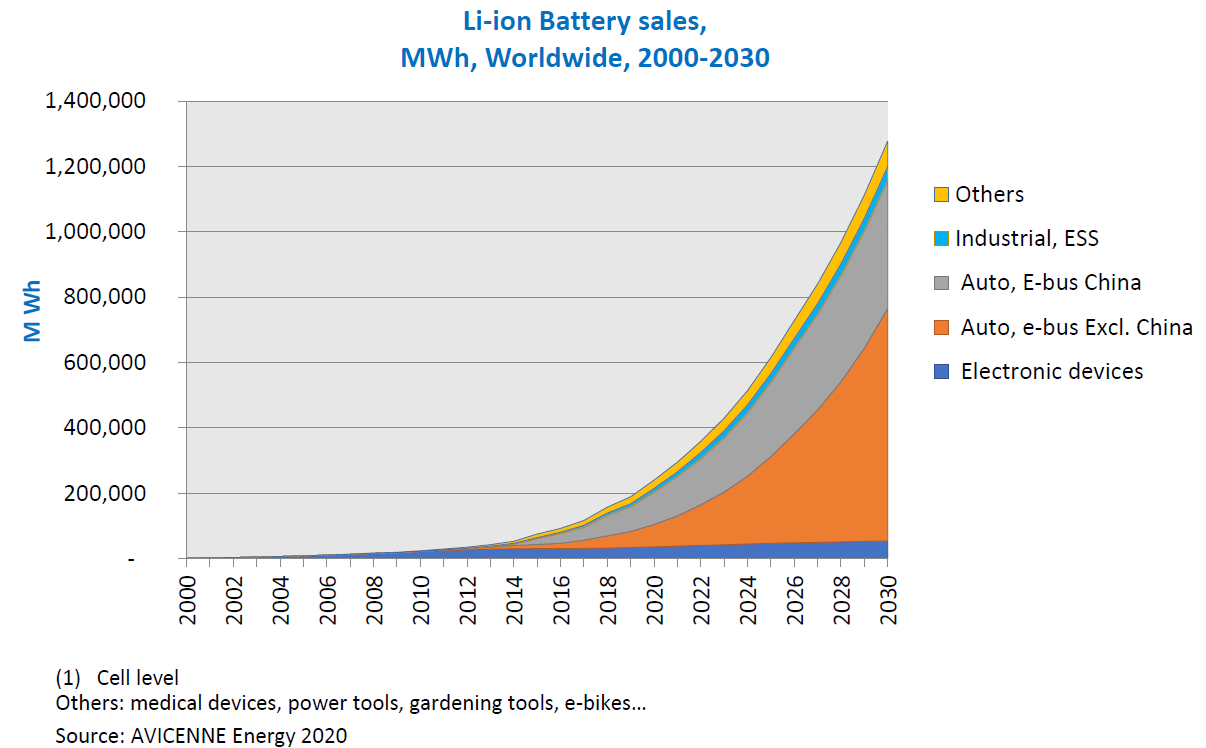 Li-ion Battery sales,
MWh, Worldwide, 2000-2030
1,400,000
1,200,000
1,000,000
800,000
600,000
400,000
200,000
-
M Wh
2000
2002
2004
2006
2008
2010
2012
2014
2016
2018
2020
2022
2024
2026
2028
2030
Others
Industrial, ESS
Auto, E-bus China
Auto, e-bus Excl. China
Electronic devices
(1) Cell level
Others: medical devices, power tools, gardening tools, e-bikes...
Source: AVICENNE Energy 2020